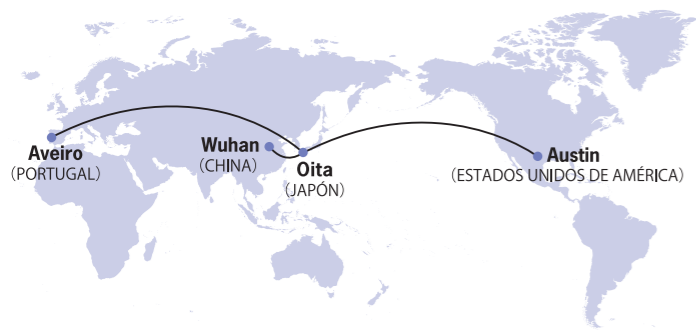 Aveiro
(PORTUGAL)
Wuhan
(CHINA)
Oita
(JAPÓN)
Austin
(ESTADOS UNIDOS DE AMÉRICA)